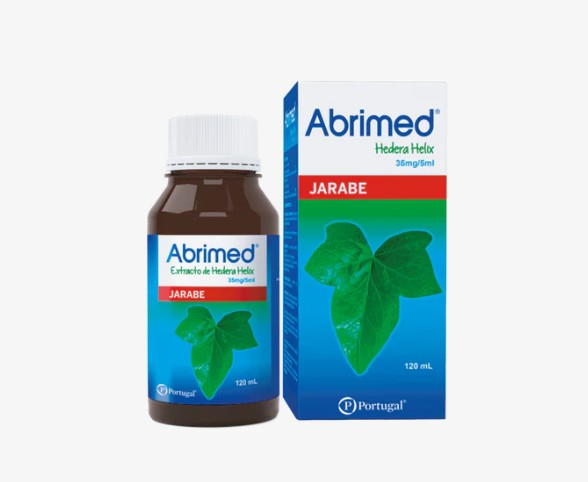 Abrimed®
Extracto de Hedera Helix
35mg/5ml
JARABE
120 mL
P Portugal®
Abrimed®
Hedera Helix
35mg/5ml
JARABE
120 mL
P Portugal®